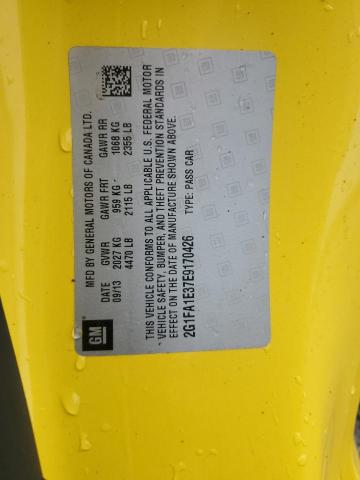 MFD BY GENERAL MOTORS OF CANADA LTD.
DATE GVWR GAWR FRT GAWR RR
09/13 2027 KG 959 KG 1068 KG
4470 LB 2115 LB 2355 LB
THIS VEHICLE CONFORMS TO ALL APPLICABLE U.S. FEDERAL MOTOR
VEHICLE SAFETY, BUMPER, AND THEFT PREVENTION STANDARDS IN
EFFECT ON THE DATE OF MANUFACTURE SHOWN ABOVE.
2G1FA1E37E9170426 TYPE: PASS CAR
GM